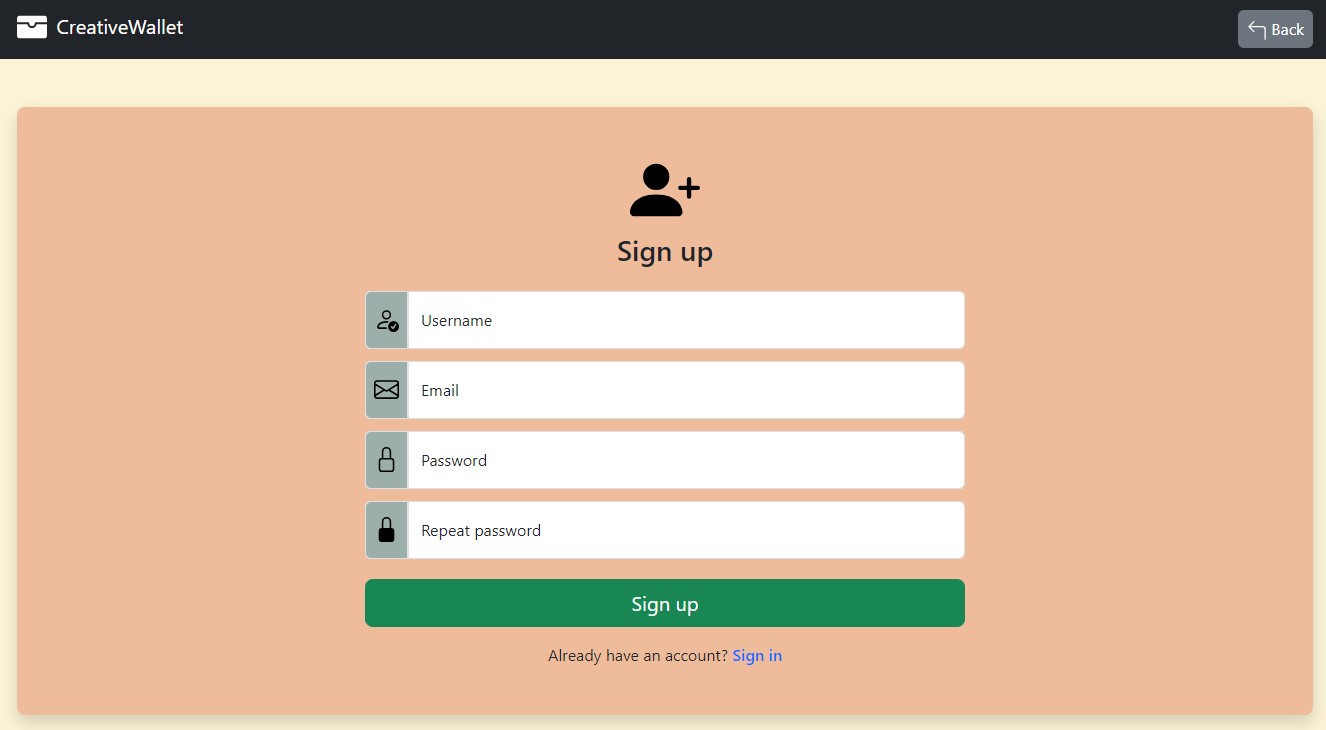 CreativeWallet
Back
Sign up
Username
Email
Password
Repeat password
Sign up
Already have an account? Sign in